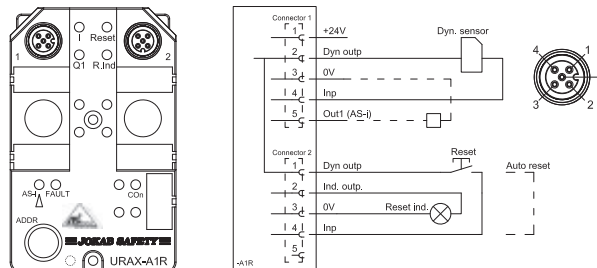 1
2
I
Reset
Q1
R.Ind
AS-i
FAULT
COn
ADDR
JOKAB SAFETY
URAX-A1R
Connector 1
1
+24V
2
Dyn outp
3
0V
4
Inp
5
Out1 (AS-i)
Dyn. sensor
Connector 2
1
Dyn outp
2
Ind. outp.
3
0V
4
Inp
5
Reset
Reset ind.
Auto reset
-A1R
4
1
3
2